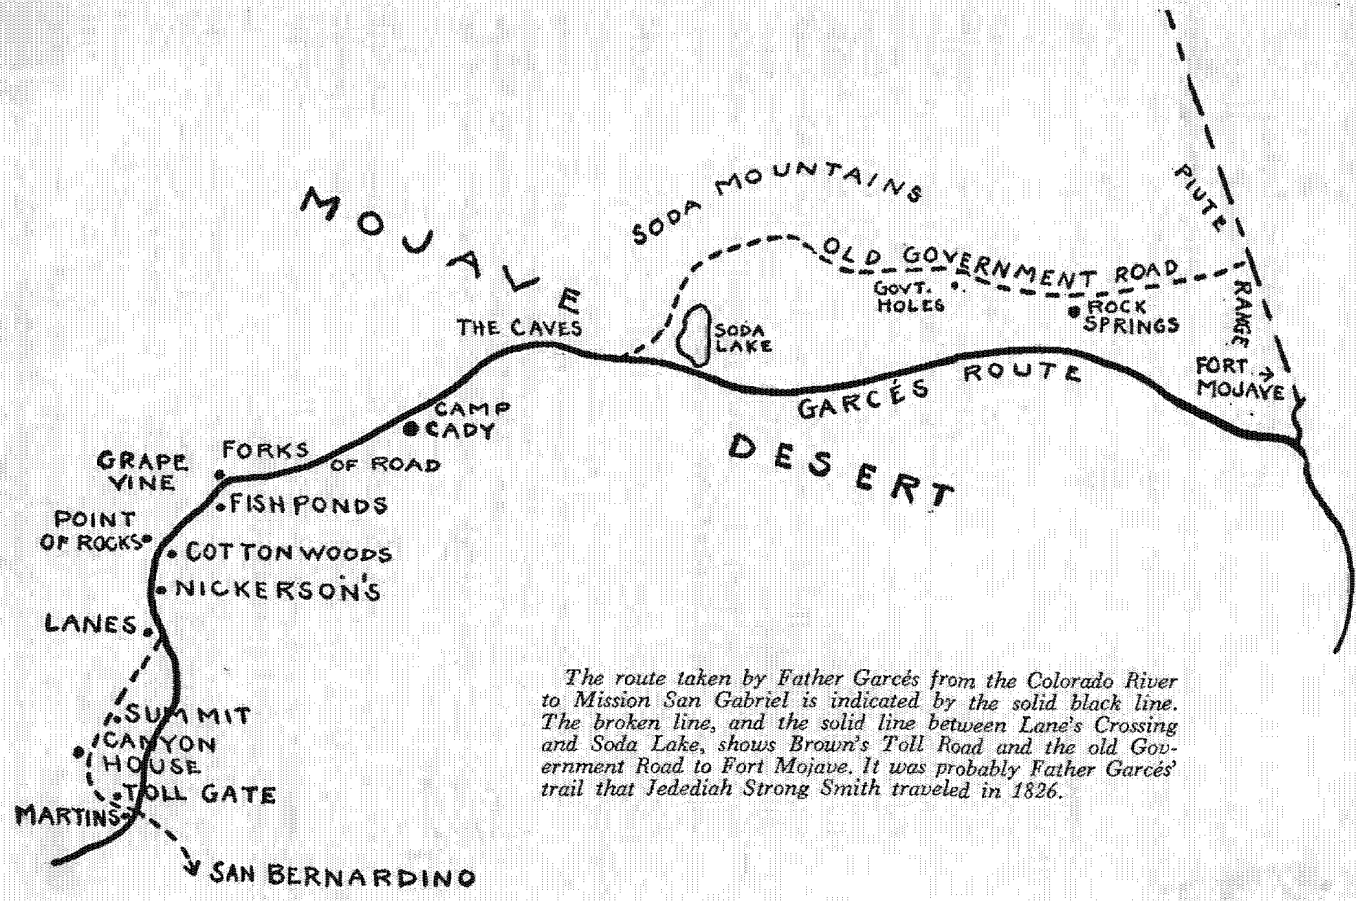 MOJAVE
SODA MOUNTAINS
PIUTE
RANGE
OLD GOVERNMENT ROAD
GOVT.
HOLES
ROCK
SPRINGS
THE CAVES
SODA
LAKE
FORT
MOJAVE
GARCÉS ROUTE
CAMP
CADY
DESERT
FORKS
OF ROAD
GRAPE
VINE
FISH PONDS
POINT
OF ROCKS
COTTONWOODS
NICKERSON'S
LANES
SUMMIT
CANYON
HOUSE
TOLL GATE
MARTINS
SAN BERNARDINO
The route taken by Father Garcés from the Colorado River
to Mission San Gabriel is indicated by the solid black line.
The broken line, and the solid line between Lane's Crossing
and Soda Lake, shows Brown's Toll Road and the old Gov-
ernment Road to Fort Mojave. It was probably Father Garcés'
trail that Jedediah Strong Smith traveled in 1826.